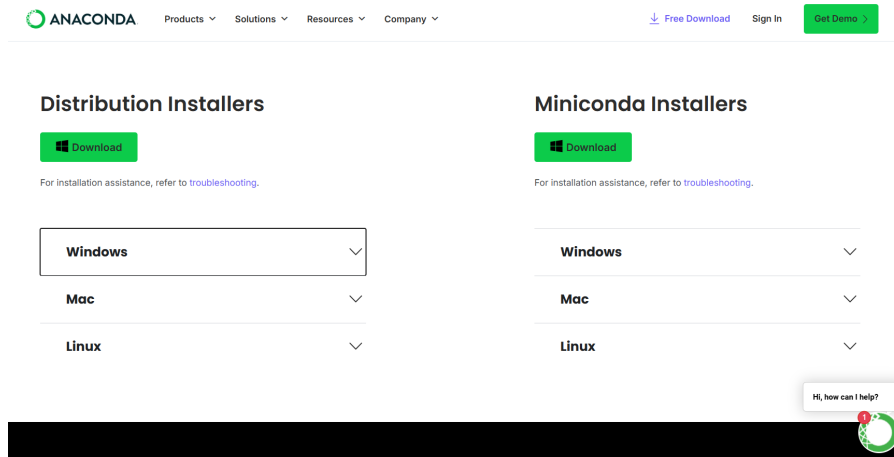 ANACONDA Products Solutions Resources Company Free Download Sign In Get Demo
Distribution Installers
Download
For installation assistance, refer to troubleshooting.
Windows
Mac
Linux
Miniconda Installers
Download
For installation assistance, refer to troubleshooting.
Windows
Mac
Linux
Hi, how can I help?
1